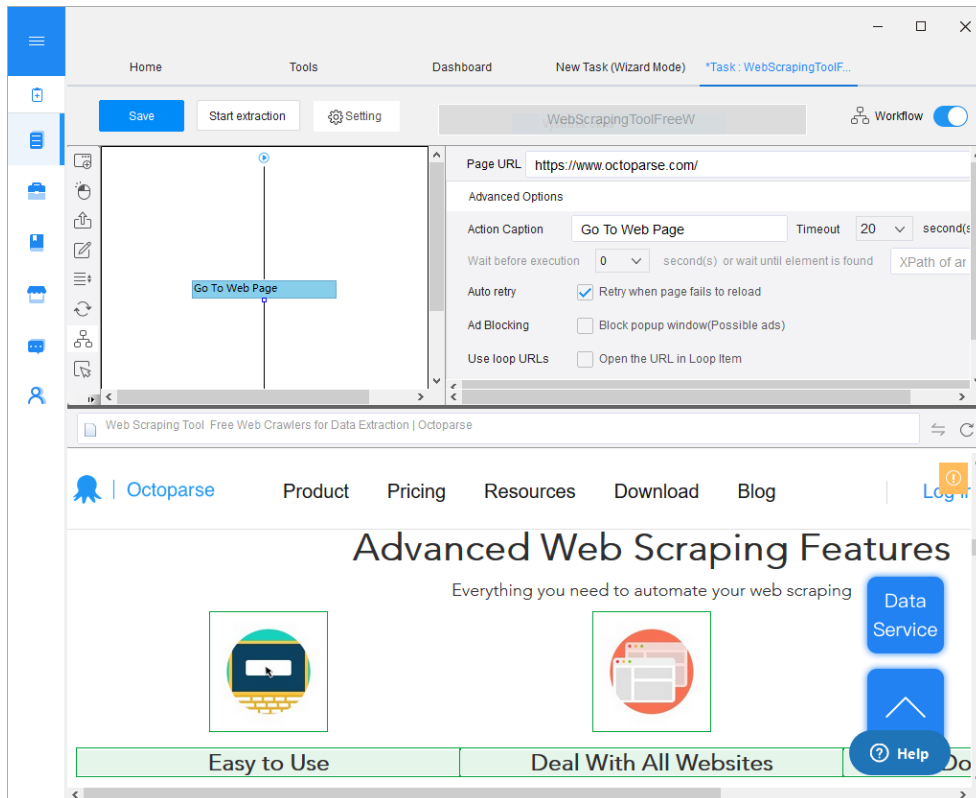 Home Tools Dashboard New Task (Wizard Mode) *Task : WebScrapingToolF...
Save Start extraction Setting WebScrapingToolFreeW Workflow
Page URL https://www.octoparse.com/
Advanced Options
Action Caption Go To Web Page Timeout 20 second(s
Wait before execution 0 second(s) or wait until element is found XPath of ar
Go To Web Page
Auto retry Retry when page fails to reload
Ad Blocking Block popup window(Possible ads)
Use loop URLs Open the URL in Loop Item
Web Scraping Tool Free Web Crawlers for Data Extraction | Octoparse
Octoparse Product Pricing Resources Download Blog Log in
Advanced Web Scraping Features
Everything you need to automate your web scraping
Data
Service
Help
Easy to Use Deal With All Websites Do